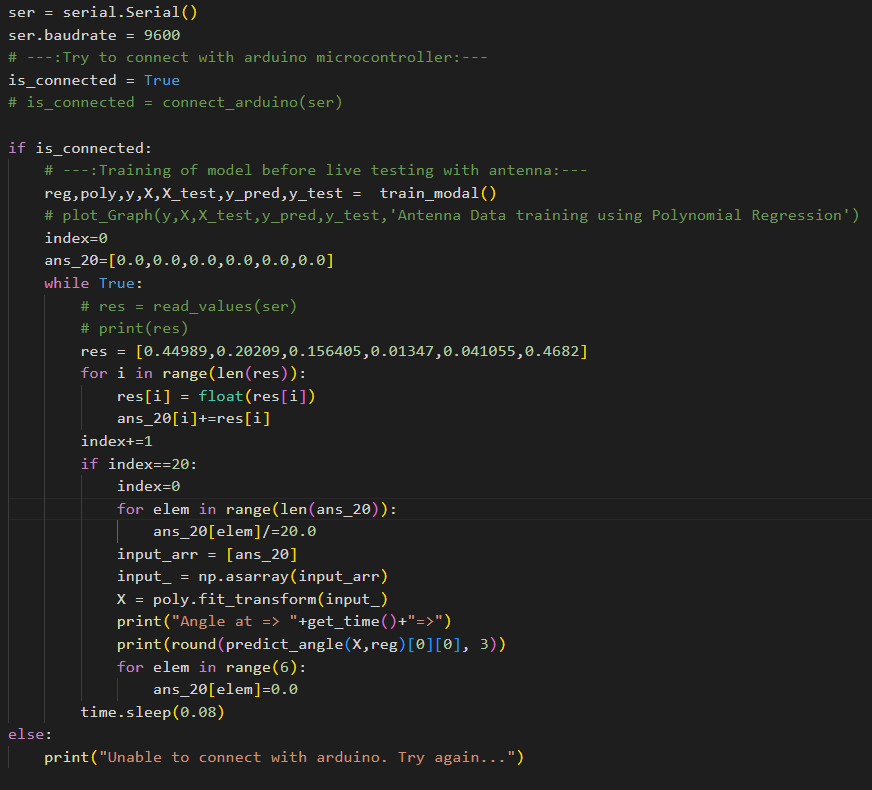 ser = serial.Serial()
ser.baudrate = 9600
# ---:Try to connect with arduino microcontroller:---
is_connected = True
# is_connected = connect_arduino(ser)

if is_connected:
    # ---:Training of model before live testing with antenna:---
    reg,poly,y,X,X_test,y_pred,y_test =  train_modal()
    # plot_Graph(y,X,X_test,y_pred,y_test,'Antenna Data training using Polynomial Regression')
    index=0
    ans_20=[0.0,0.0,0.0,0.0,0.0,0.0]
    while True:
        # res = read_values(ser)
        # print(res)
        res = [0.44989,0.20209,0.156405,0.01347,0.041055,0.4682]
        for i in range(len(res)):
            res[i] = float(res[i])
            ans_20[i]+=res[i]
        index+=1
        if index==20:
            index=0
            for elem in range(len(ans_20)):
                ans_20[elem]/=20.0
            input_arr = [ans_20]
            input_ = np.asarray(input_arr)
            X = poly.fit_transform(input_)
            print("Angle at => "+get_time()+"=>")
            print(round(predict_angle(X,reg)[0][0], 3))
            for elem in range(6):
                ans_20[elem]=0.0
        time.sleep(0.08)
else:
    print("Unable to connect with arduino. Try again...")